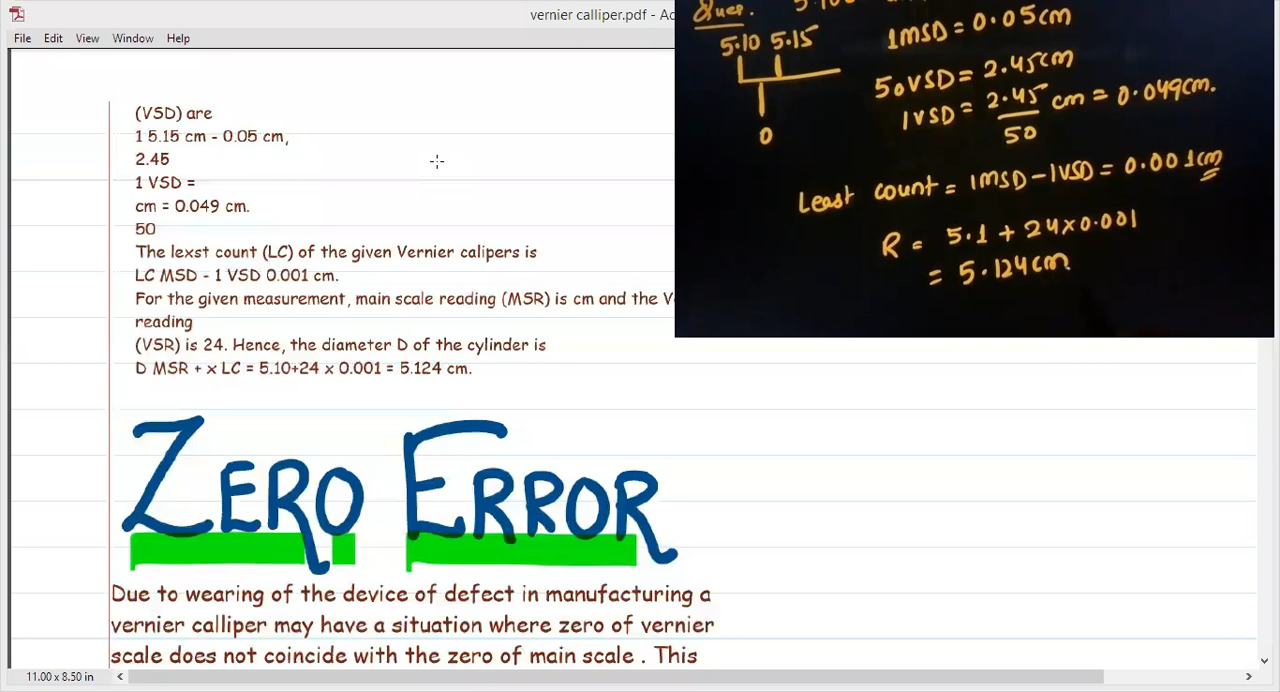 vernier calliper.pdf - Ad
File Edit View Window Help
(VSD) are
1 5.15 cm - 0.05 cm,
2.45
1 VSD =
cm = 0.049 cm.
50
The lexst count (LC) of the given Vernier calipers is
LC MSD - 1 VSD 0.001 cm.
For the given measurement, main scale reading (MSR) is cm and the V
reading
(VSR) is 24. Hence, the diameter D of the cylinder is
D MSR + x LC = 5.10+24 x 0.001 = 5.124 cm.
ZERO ERROR
Due to wearing of the device of defect in manufacturing a
vernier calliper may have a situation where zero of vernier
scale does not coincide with the zero of main scale . This
11.00 x 8.50 in
Ques.
5.10 5.15
0
1MSD = 0.05cm
50VSD = 2.45cm
1VSD = 2.45 cm = 0.049cm.
50
Least count = 1MSD - 1VSD = 0.001cm
R = 5.1 + 24x0.001
= 5.124cm